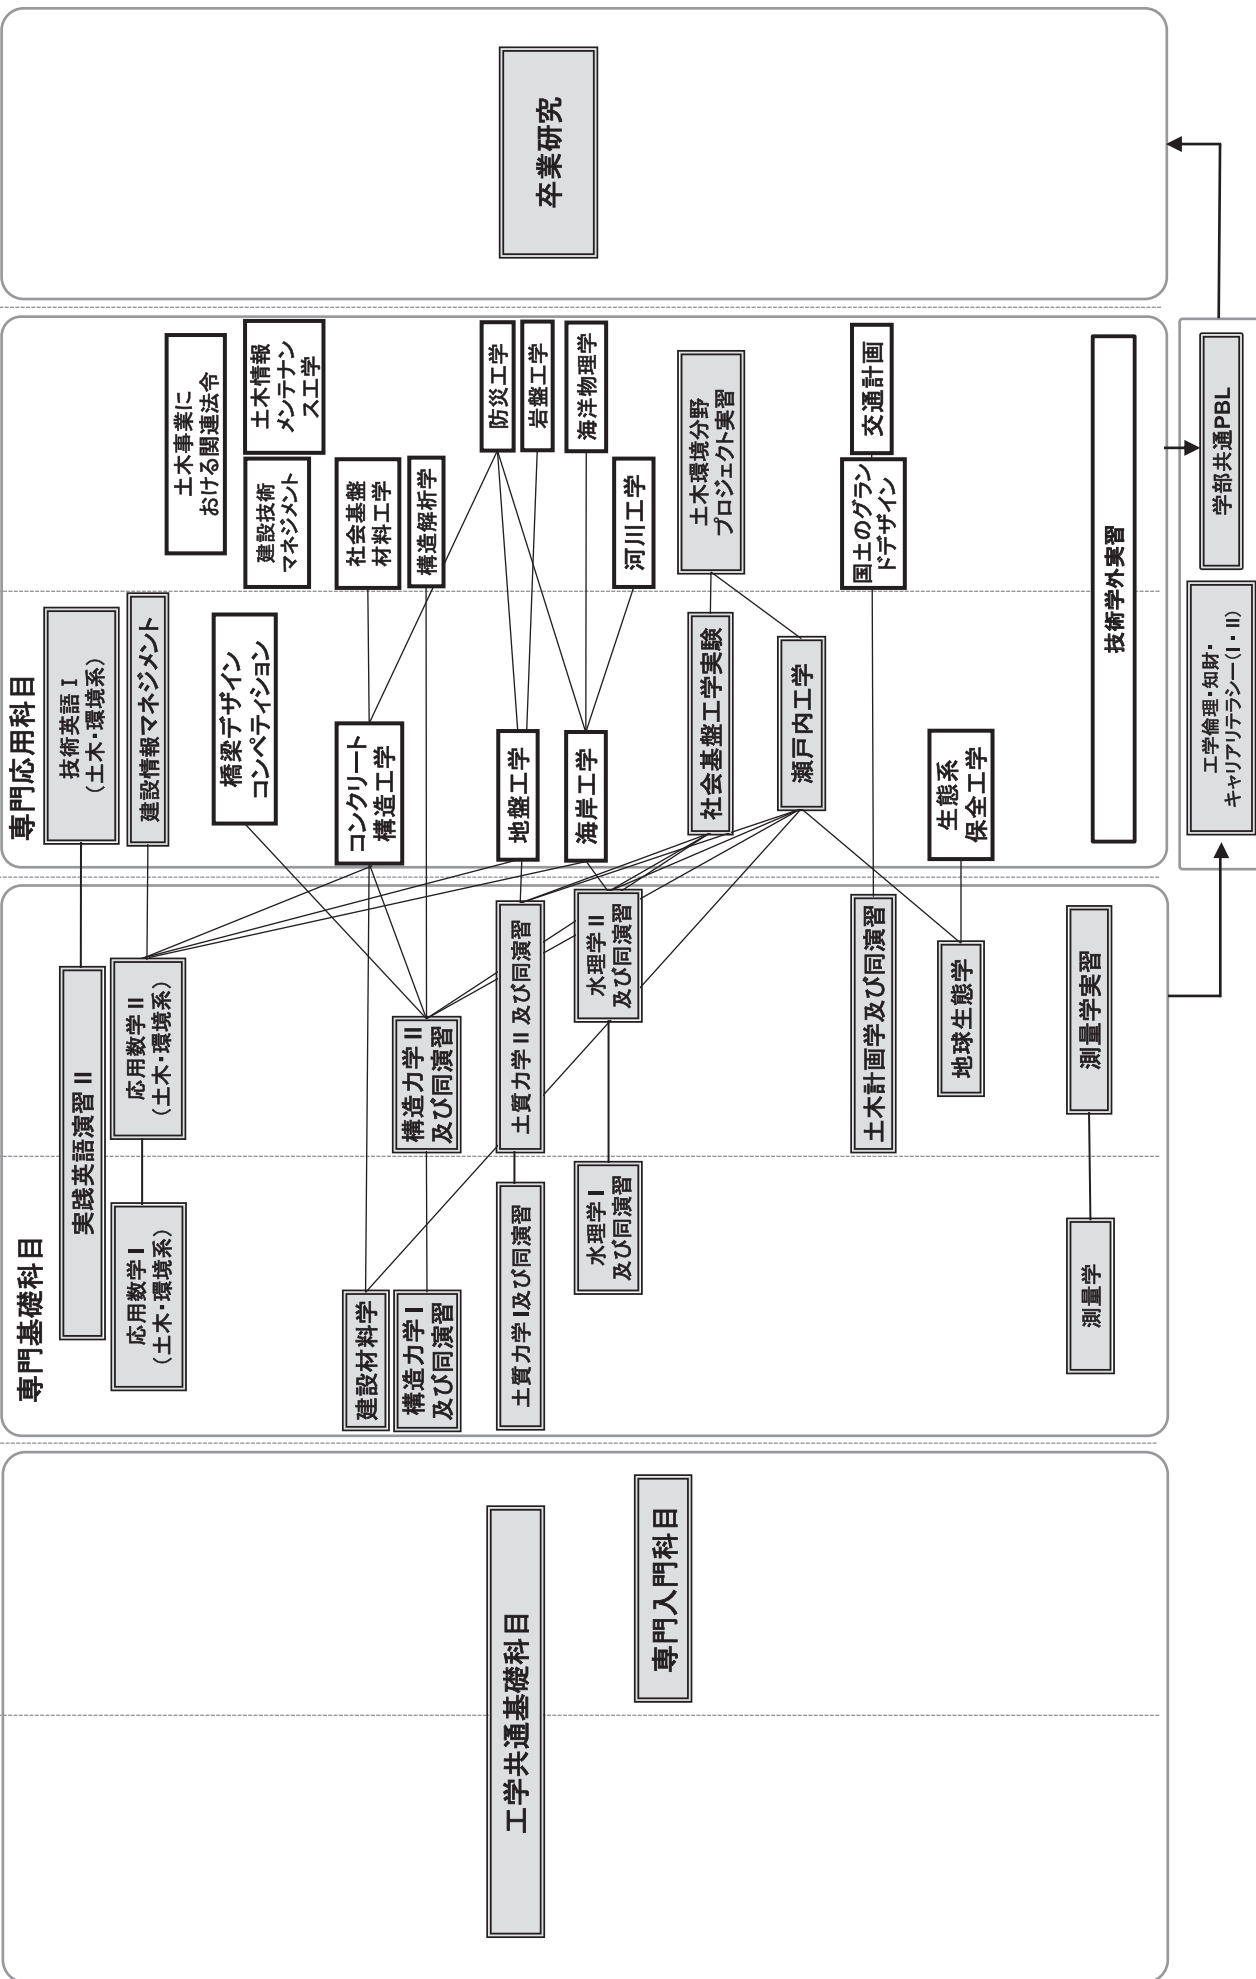 工学共通基礎科目
専門入門科目
専門基礎科目
実践英語演習 II
応用数学 I
（土木・環境系）
応用数学 II
（土木・環境系）
建設材料学
構造力学 I
及び同演習
構造力学 II
及び同演習
土質力学 I 及び同演習
土質力学 II 及び同演習
水理学 I
及び同演習
水理学 II
及び同演習
土木計画学及び同演習
地球生態学
測量学
測量学実習
専門応用科目
技術英語 I
（土木・環境系）
建設情報マネジメント
橋梁デザイン
コンペティション
コンクリート
構造工学
地盤工学
海岸工学
社会基盤工学実験
瀬戸内工学
生態系
保全工学
土木事業に
おける関連法令
建設技術
マネジメント
土木情報
メンテナン
ス工学
社会基盤
材料工学
構造解析学
防災工学
岩盤工学
海洋物理学
河川工学
土木環境分野
プロジェクト実習
国土のグラン
ドデザイン
交通計画
技術学外実習
工学倫理・知財・
キャリアリテラシー（I・II）
学部共通PBL
卒業研究